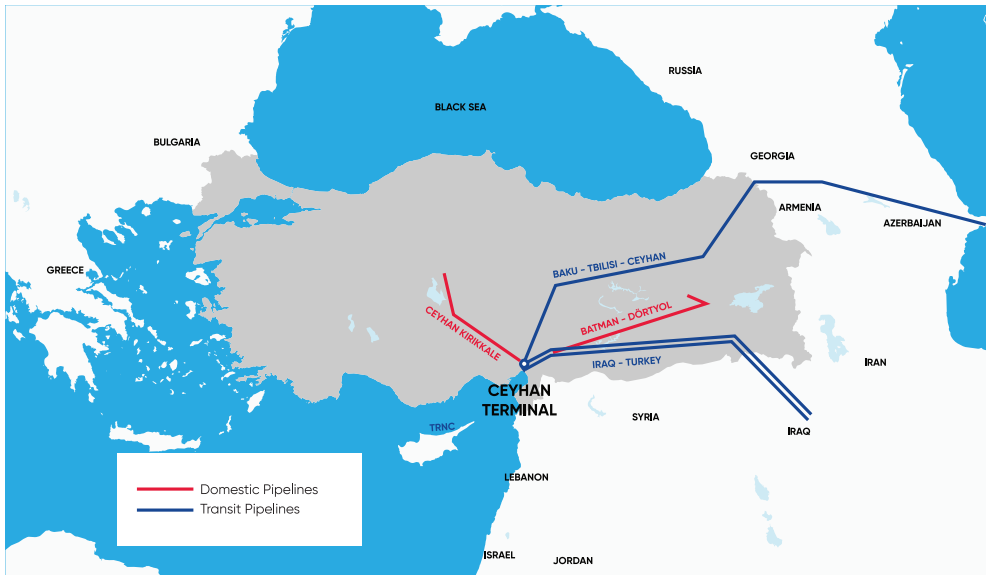 RUSSIA
BLACK SEA
BULGARIA
GEORGIA
ARMENIA
AZERBAIJAN
GREECE
BAKU - TBILISI - CEYHAN
BATMAN - DÖRTYOL
CEYHAN KIRIKKALE
IRAQ - TURKEY
IRAN
CEYHAN
TERMINAL
SYRIA
TRNC
IRAQ
LEBANON
Domestic Pipelines
Transit Pipelines
ISRAEL
JORDAN